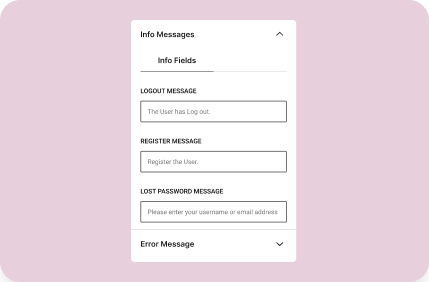 Info Messages
Info Fields
LOGOUT MESSAGE
The User has Log out.
REGISTER MESSAGE
Register the User.
LOST PASSWORD MESSAGE
Please enter your username or email address
Error Message